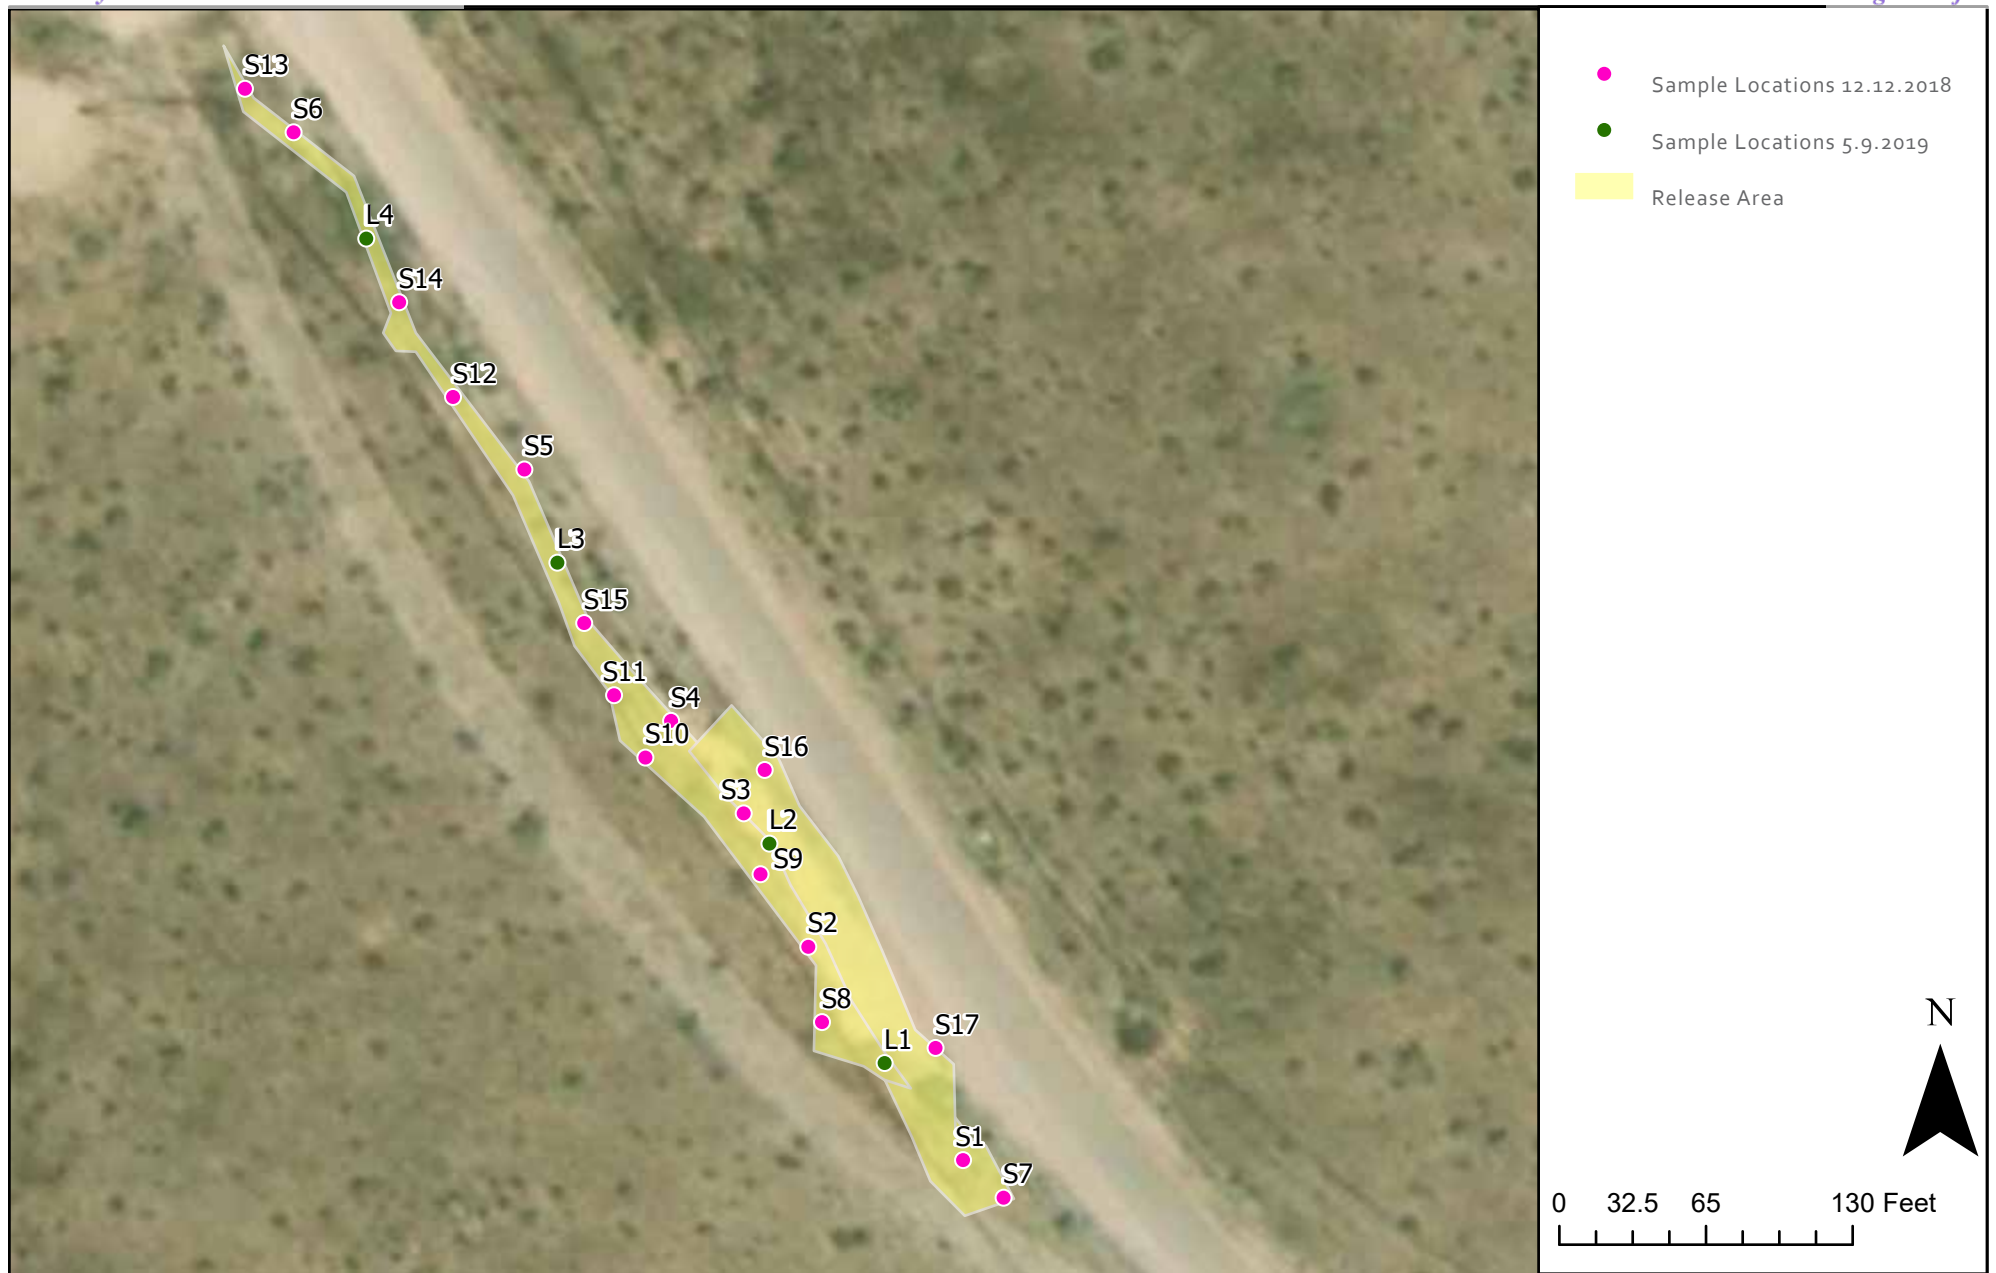 S13
S6
L4
S14
S12
S5
L3
S15
S11
S4
S10
S16
S3
L2
S9
S2
S8
S17
L1
S1
S7
Sample Locations 12.12.2018
Sample Locations 5.9.2019
Release Area
N
0 32.5 65 130 Feet